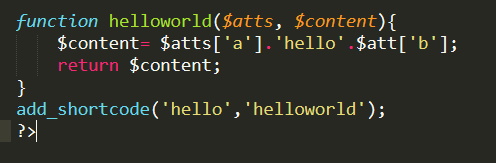 function helloworld($atts, $content){
$content= $atts['a'].'hello'.$att['b'];
return $content;
}
add_shortcode('hello','helloworld');
?>